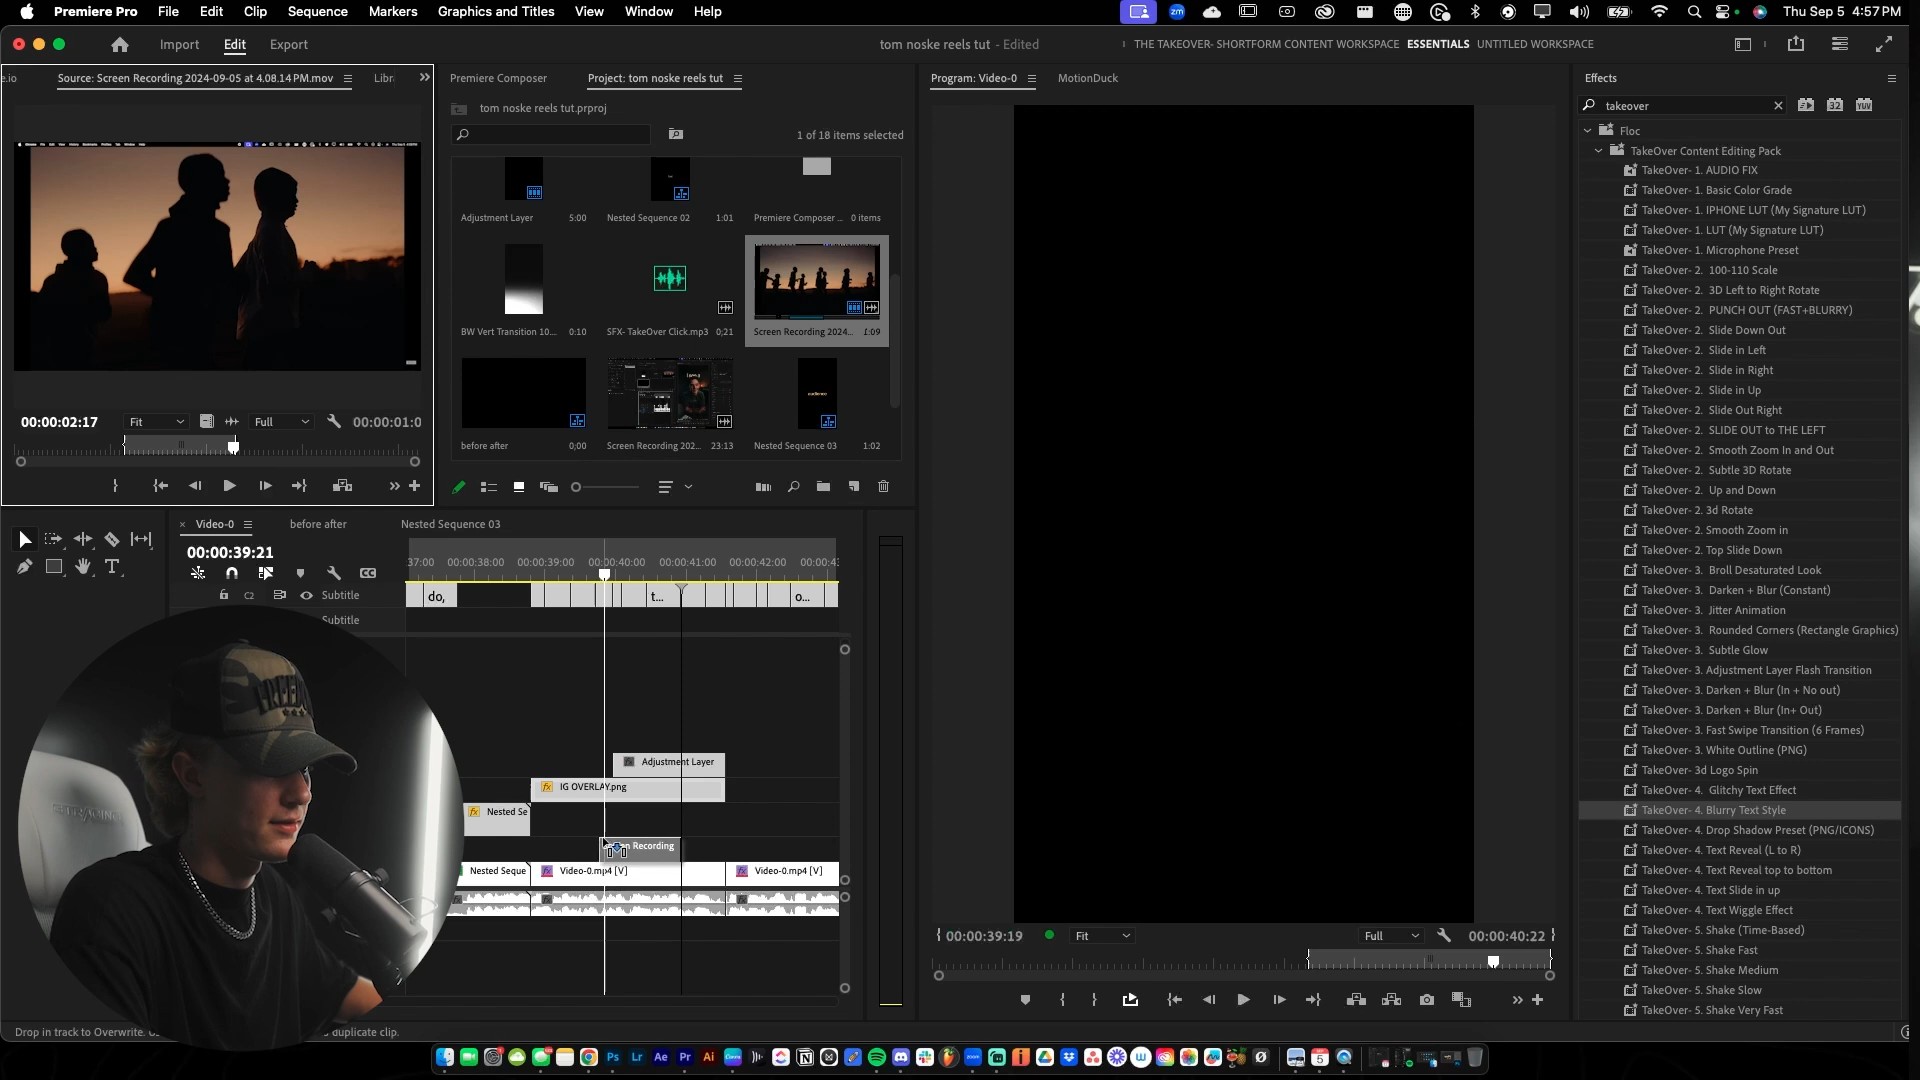 Premiere Pro File Edit Clip Sequence Markers Graphics and Titles View Window Help
Thu Sep 5 4:57 PM
Import Edit Export
tom noske reels tut - Edited
THE TAKEOVER- SHORTFORM CONTENT WORKSPACE ESSENTIALS UNTITLED WORKSPACE
e.io Source: Screen Recording 2024-09-05 at 4.08.14 PM.mov Libr
Premiere Composer Project: tom noske reels tut
Program: Video-0 MotionDuck
Effects
tom noske reels tut.prproj
takeover
1 of 18 items selected
Adjustment Layer 5:00
Nested Sequence 02 1:01
Premiere Composer ... 0 items
BW Vert Transition 10... 0:10
SFX- TakeOver Click.mp3 0;21
Screen Recording 2024... 1:09
before after 0;00
Screen Recording 202... 23:13
audience
Nested Sequence 03 1:02
00:00:02:17 Fit Full 00:00:01:0
Video-0 before after Nested Sequence 03
00:00:39:21
:37:00 00:00:38:00 00:00:39:00 00:00:40:00 00:00:41:00 00:00:42:00 00:00:43
C2 Subtitle
do, t... o...
Subtitle
Adjustment Layer
IG OVERLAY.png
Nested Se
Recording
Nested Seque Video-0.mp4 [V] Video-0.mp4 [V]
00:00:39:19 Fit Full 00:00:40:22
Floc
TakeOver Content Editing Pack
TakeOver- 1. AUDIO FIX
TakeOver- 1. Basic Color Grade
TakeOver- 1. IPHONE LUT (My Signature LUT)
TakeOver- 1. LUT (My Signature LUT)
TakeOver- 1. Microphone Preset
TakeOver- 2. 100-110 Scale
TakeOver- 2. 3D Left to Right Rotate
TakeOver- 2. PUNCH OUT (FAST+BLURRY)
TakeOver- 2. Slide Down Out
TakeOver- 2. Slide in Left
TakeOver- 2. Slide in Right
TakeOver- 2. Slide in Up
TakeOver- 2. Slide Out Right
TakeOver- 2. SLIDE OUT to THE LEFT
TakeOver- 2. Smooth Zoom In and Out
TakeOver- 2. Subtle 3D Rotate
TakeOver- 2. Up and Down
TakeOver- 2. 3d Rotate
TakeOver- 2. Smooth Zoom in
TakeOver- 2. Top Slide Down
TakeOver- 3. Broll Desaturated Look
TakeOver- 3. Darken + Blur (Constant)
TakeOver- 3. Jitter Animation
TakeOver- 3. Rounded Corners (Rectangle Graphics)
TakeOver- 3. Subtle Glow
TakeOver- 3. Adjustment Layer Flash Transition
TakeOver- 3. Darken + Blur (In + No out)
TakeOver- 3. Darken + Blur (In+ Out)
TakeOver- 3. Fast Swipe Transition (6 Frames)
TakeOver- 3. White Outline (PNG)
TakeOver- 3d Logo Spin
TakeOver- 4. Glitchy Text Effect
TakeOver- 4. Blurry Text Style
TakeOver- 4. Drop Shadow Preset (PNG/ICONS)
TakeOver- 4. Text Reveal (L to R)
TakeOver- 4. Text Reveal top to bottom
TakeOver- 4. Text Slide in up
TakeOver- 4. Text Wiggle Effect
TakeOver- 5. Shake (Time-Based)
TakeOver- 5. Shake Fast
TakeOver- 5. Shake Medium
TakeOver- 5. Shake Slow
TakeOver- 5. Shake Very Fast
Drop in track to Overwrite. duplicate clip.